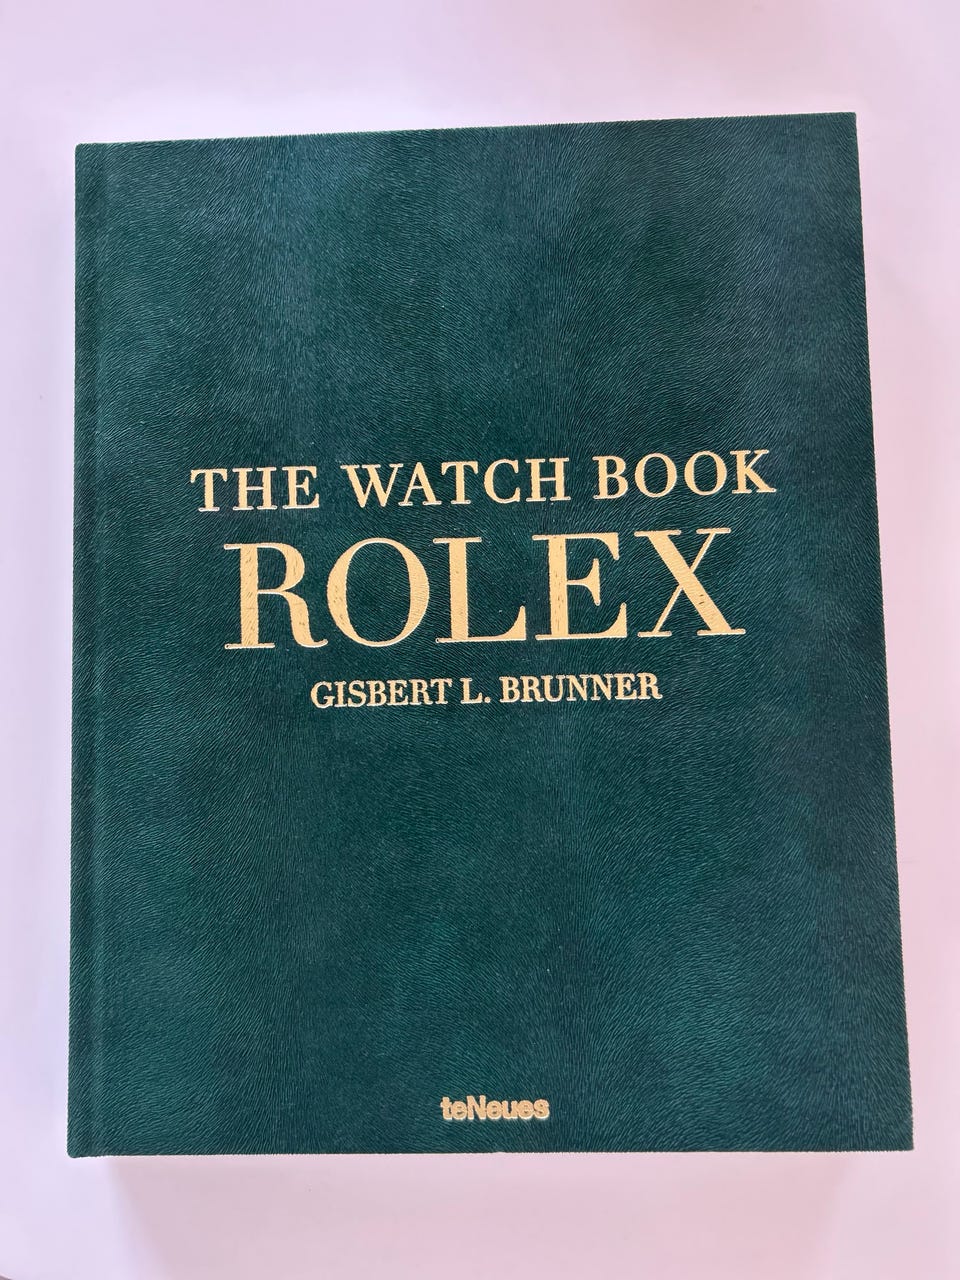 THE WATCH BOOK
ROLEX
GISBERT L. BRUNNER
teNeues